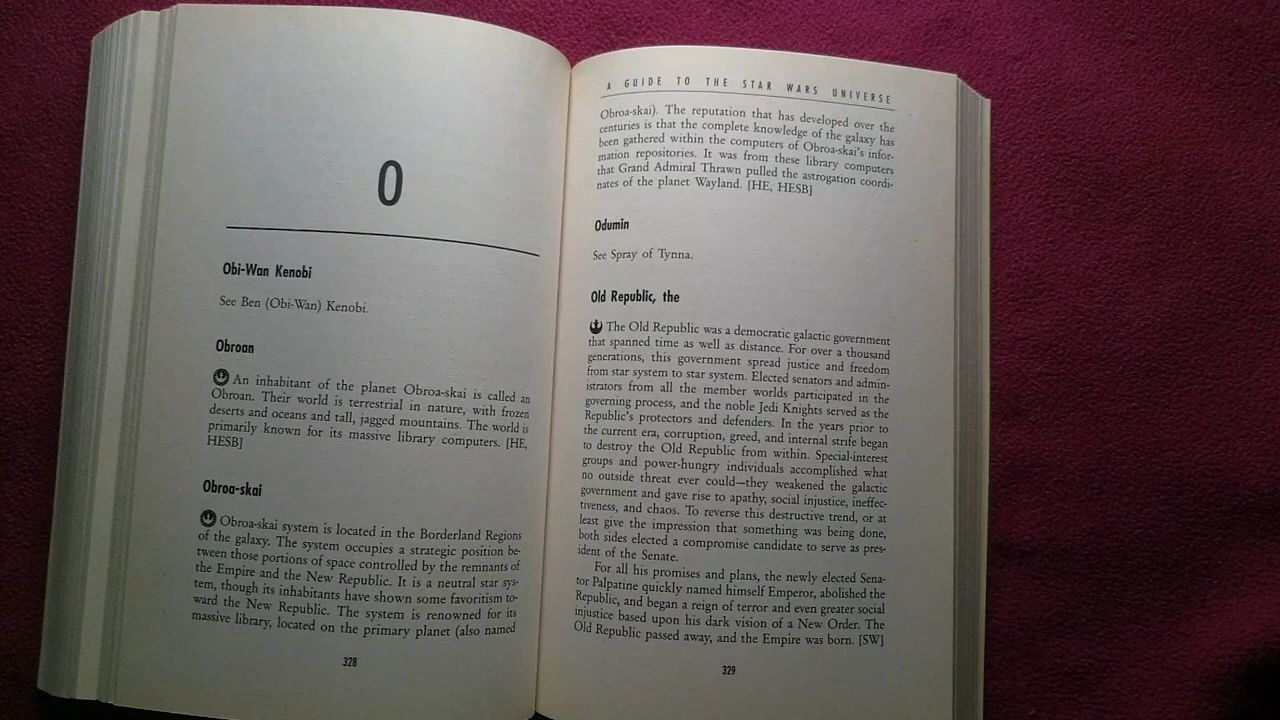 O
Obi-Wan Kenobi
See Ben (Obi-Wan) Kenobi.
Obroan
An inhabitant of the planet Obroa-skai is called an
Obroan. Their world is terrestrial in nature, with frozen
deserts and oceans and tall, jagged mountains. The world is
primarily known for its massive library computers. [HE,
HESB]
Obroa-skai
Obroa-skai system is located in the Borderland Regions
of the galaxy. The system occupies a strategic position be-
tween those portions of space controlled by the remnants of
the Empire and the New Republic. It is a neutral star sys-
tem, though its inhabitants have shown some favoritism to-
ward the New Republic. The system is renowned for its
massive library, located on the primary planet (also named
328
A GUIDE TO THE STAR WARS UNIVERSE
Obroa-skai). The reputation that has developed over the
centuries is that the complete knowledge of the galaxy has
been gathered within the computers of Obroa-skai's infor-
mation repositories. It was from these library computers
that Grand Admiral Thrawn pulled the astrogation coordi-
nates of the planet Wayland. [HE, HESB]
Odumin
See Spray of Tynna.
Old Republic, the
The Old Republic was a democratic galactic government
that spanned time as well as distance. For over a thousand
generations, this government spread justice and freedom
from star system to star system. Elected senators and admin-
istrators from all the member worlds participated in the
governing process, and the noble Jedi Knights served as the
Republic's protectors and defenders. In the years prior to
the current era, corruption, greed, and internal strife began
to destroy the Old Republic from within. Special-interest
groups and power-hungry individuals accomplished what
no outside threat ever could—they weakened the galactic
government and gave rise to apathy, social injustice, ineffec-
tiveness, and chaos. To reverse this destructive trend, or at
least give the impression that something was being done,
both sides elected a compromise candidate to serve as pres-
ident of the Senate.
For all his promises and plans, the newly elected Sena-
tor Palpatine quickly named himself Emperor, abolished the
Republic, and began a reign of terror and even greater social
injustice based upon his dark vision of a New Order. The
Old Republic passed away, and the Empire was born. [SW]
329